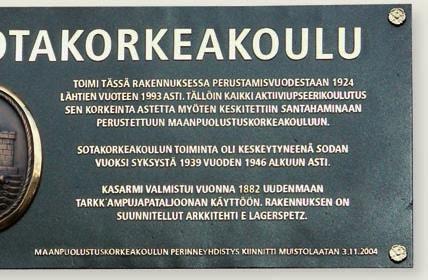 OTAKORKEAKOULU
TOIMI TÄSSÄ RAKENNUKSESSA PERUSTAMISVUODESTAAN 1924
LÄHTIEN VUOTEEN 1993 ASTI. TÄLLÖIN KAIKKI AKTIIVIUPSEERIKOULUTUS
SEN KORKEINTA ASTETTA MYÖTEN KESKITETTIIN SANTAHAMINAAN
PERUSTETTUUN MAANPUOLUSTUSKORKEAKOULUUN.
SOTAKORKEAKOULUN TOIMINTA OLI KESKEYTYNEENÄ SODAN
VUOKSI SYKSYSTÄ 1939 VUODEN 1946 ALKUUN ASTI.
KASARMI VALMISTUI VUONNA 1882 UUDENMAAN
TARKK'AMPUJAPATALJOONAN KÄYTTÖÖN. RAKENNUKSEN ON
SUUNNITELLUT ARKKITEHTI E LAGERSPETZ.
MAANPUOLUSTUSKORKEAKOULUN PERINNEYHDISTYS KIINNITTI MUISTOLAATAN 3.11.2004